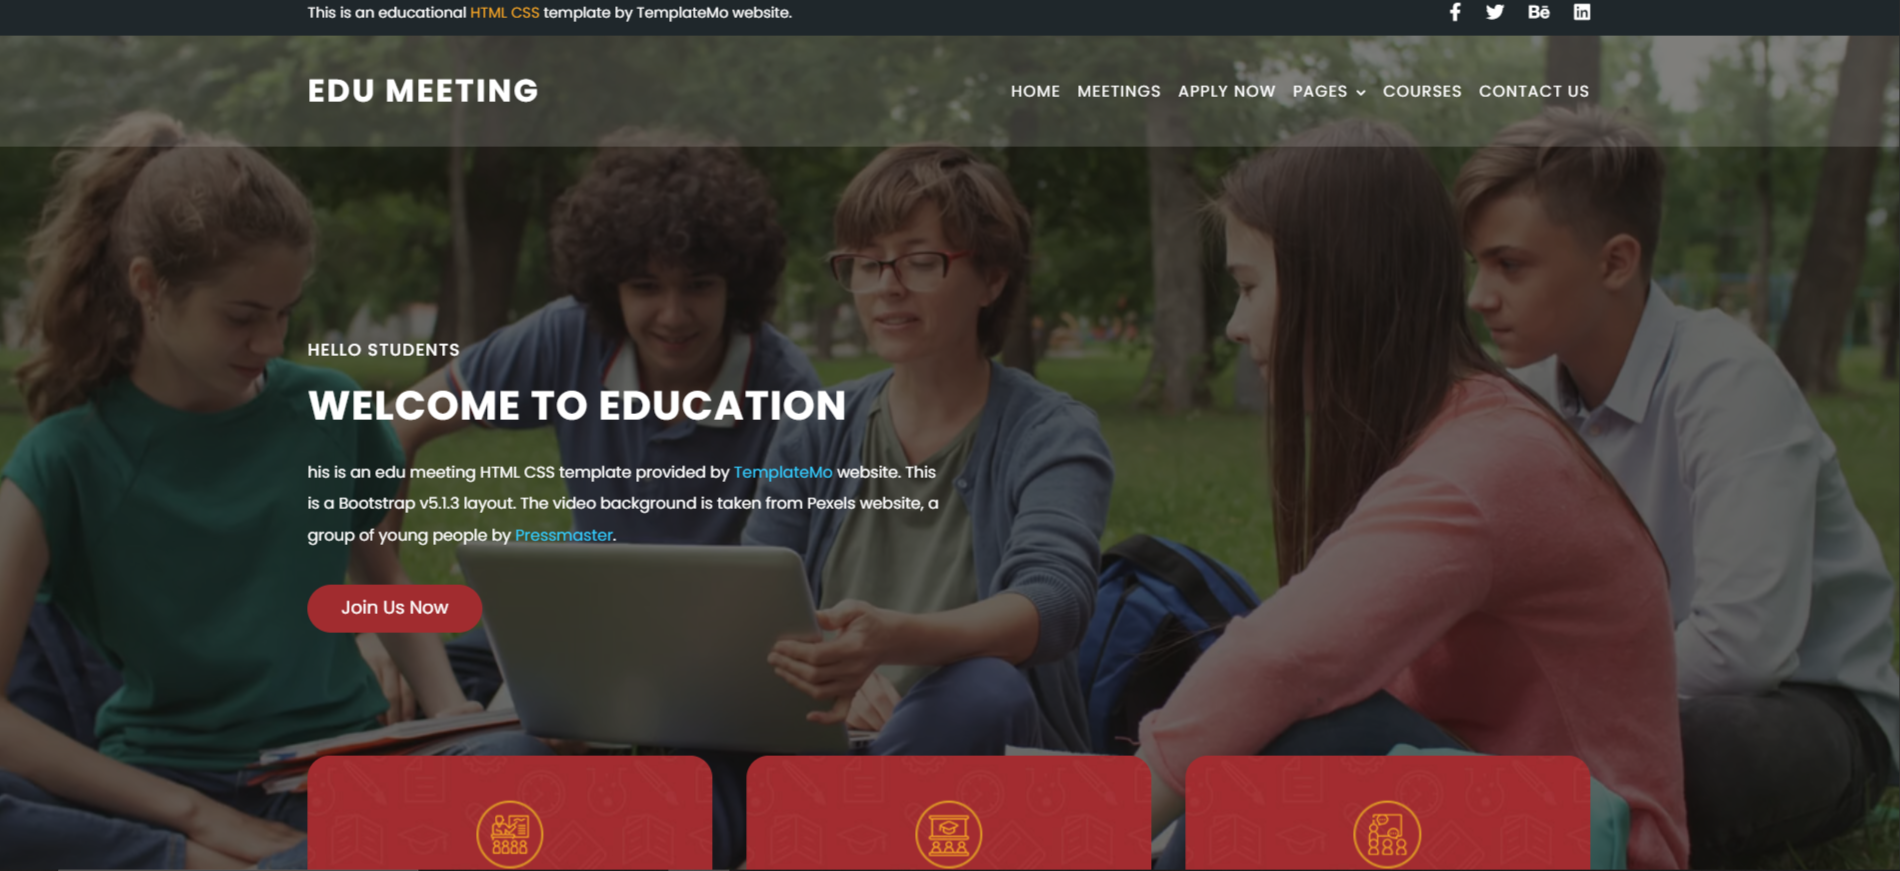 This is an educational HTML CSS template by TemplateMo website.
Bē
EDU MEETING
HOME MEETINGS APPLY NOW PAGES COURSES CONTACT US
HELLO STUDENTS
WELCOME TO EDUCATION
his is an edu meeting HTML CSS template provided by TemplateMo website. This
is a Bootstrap v5.1.3 layout. The video background is taken from Pexels website, a
group of young people by Pressmaster.
Join Us Now